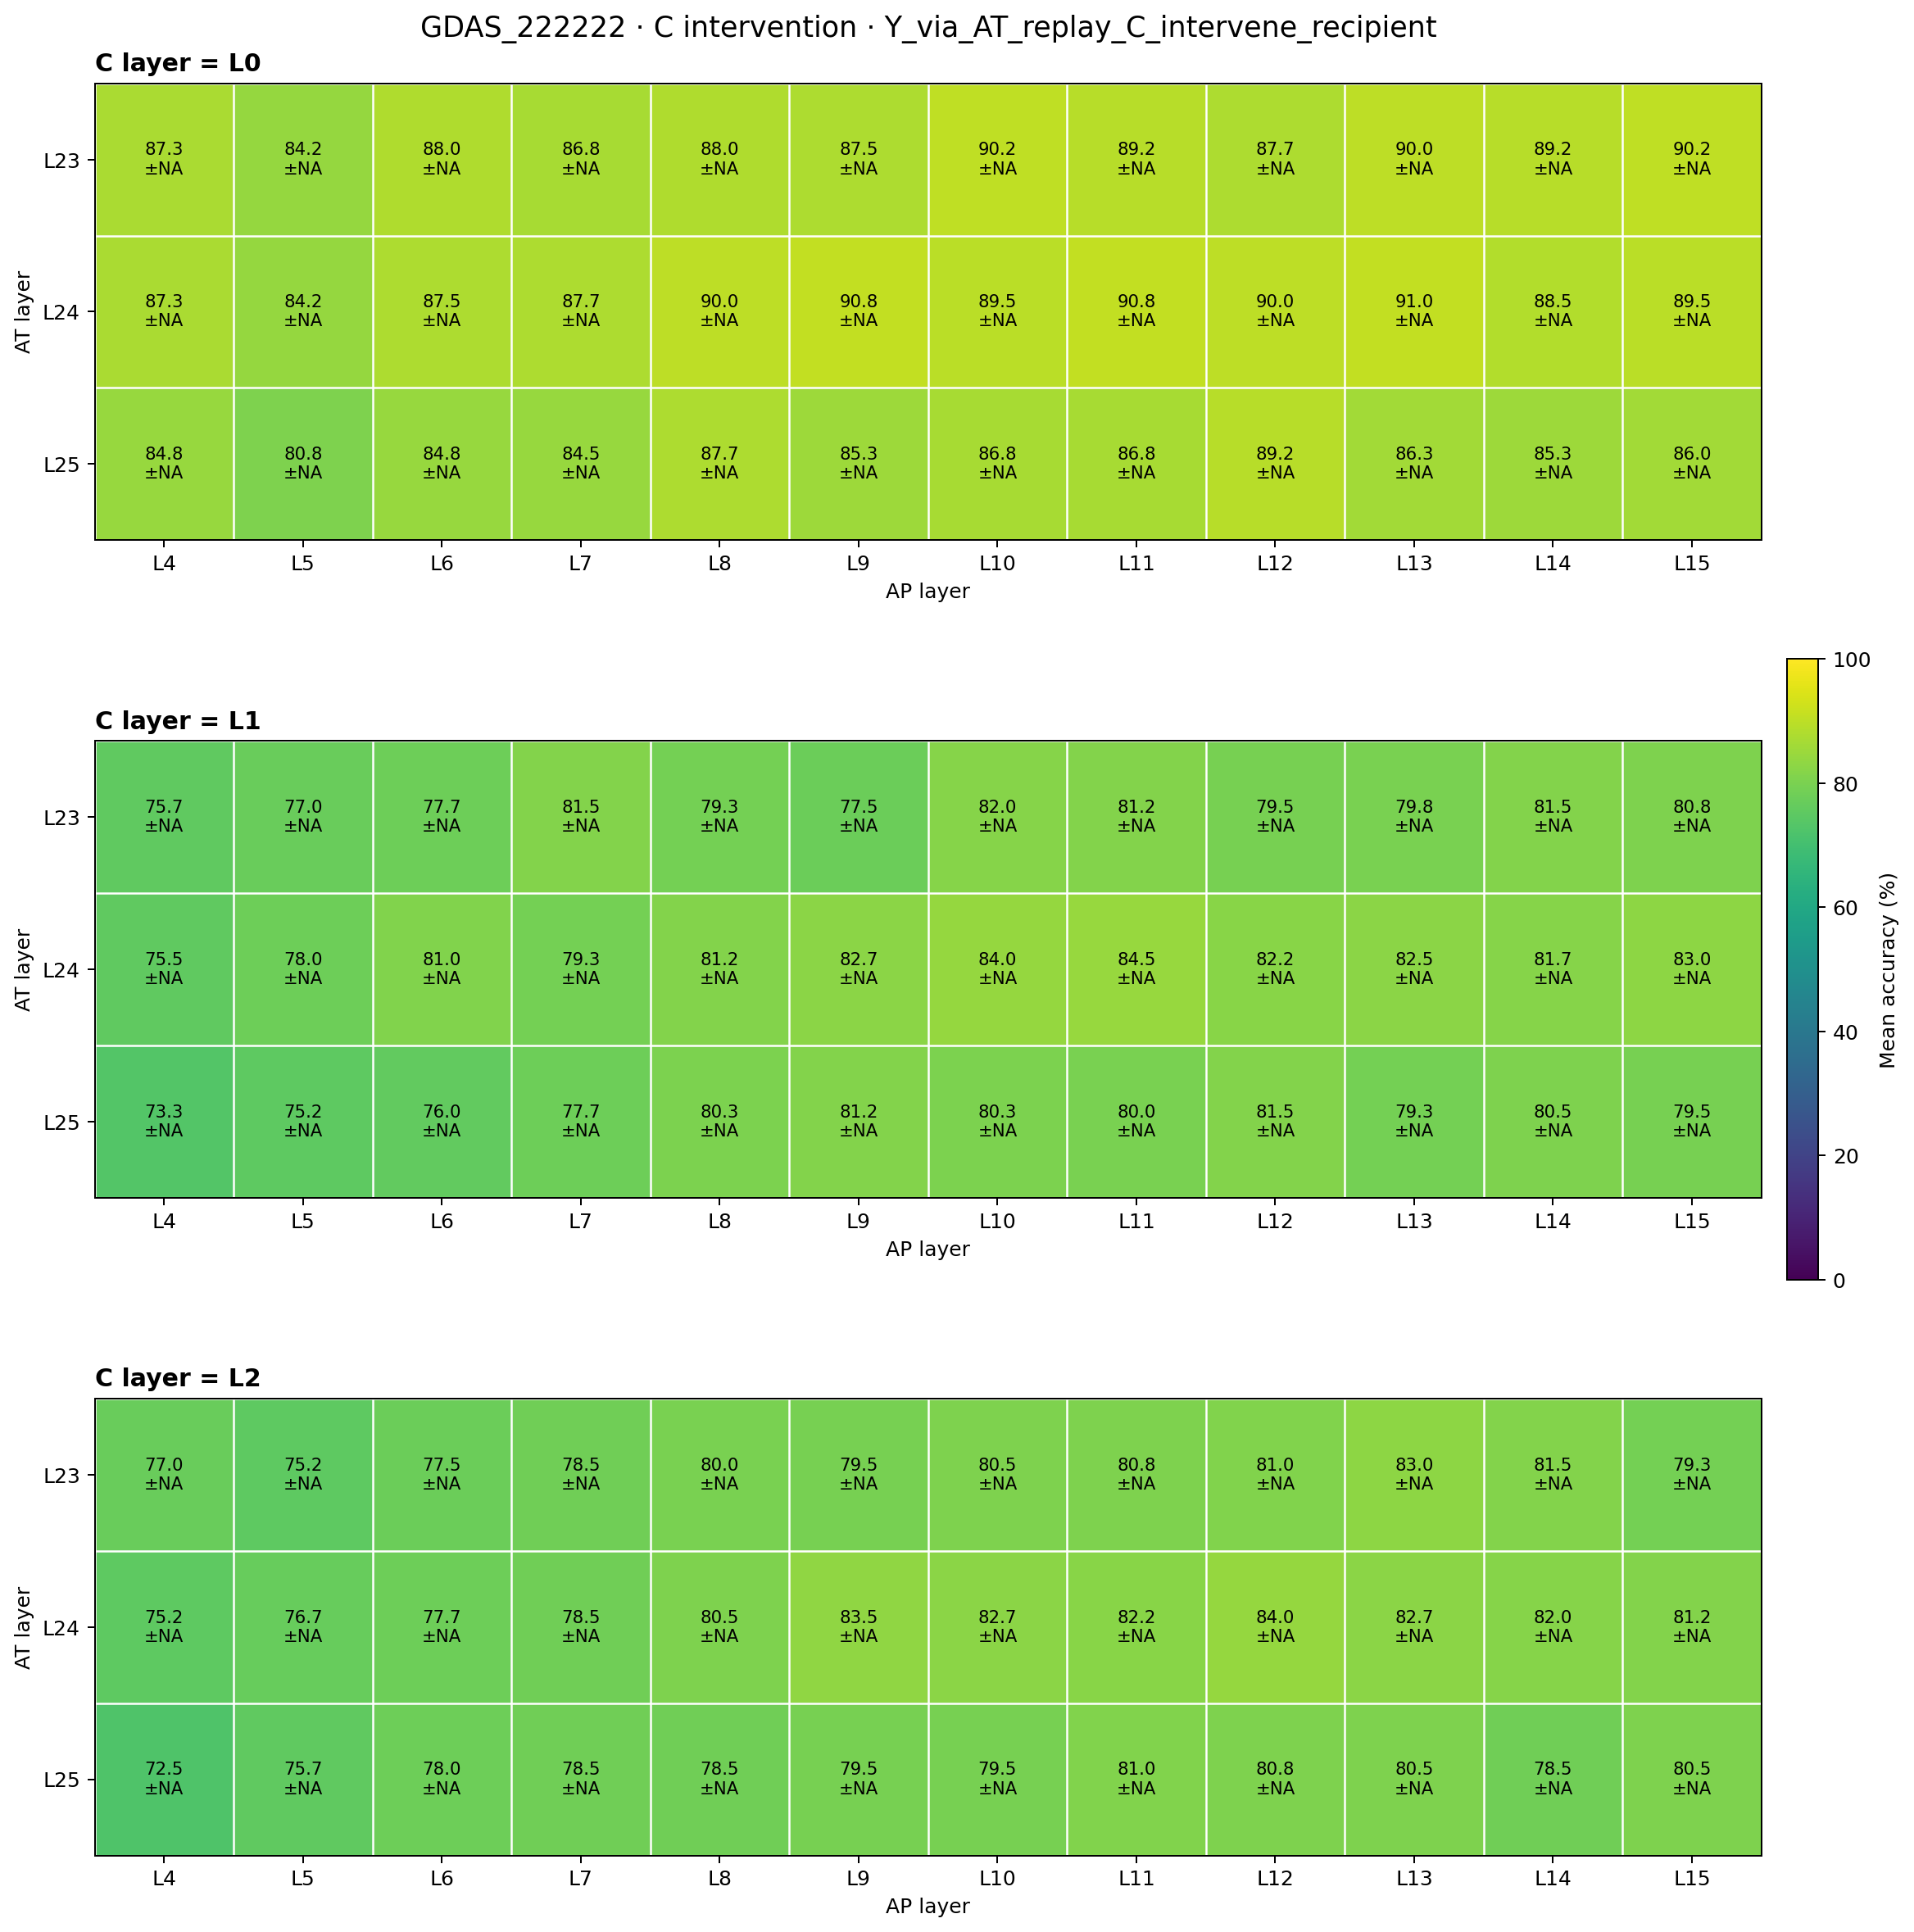 GDAS_222222 · C intervention · Y_via_AT_replay_C_intervene_recipient
C layer = L0
AT layer
L23
87.3 84.2 88.0 86.8 88.0 87.5 90.2 89.2 87.7 90.0 89.2 90.2
±NA ±NA ±NA ±NA ±NA ±NA ±NA ±NA ±NA ±NA ±NA ±NA
L24
87.3 84.2 87.5 87.7 90.0 90.8 89.5 90.8 90.0 91.0 88.5 89.5
±NA ±NA ±NA ±NA ±NA ±NA ±NA ±NA ±NA ±NA ±NA ±NA
L25
84.8 80.8 84.8 84.5 87.7 85.3 86.8 86.8 89.2 86.3 85.3 86.0
±NA ±NA ±NA ±NA ±NA ±NA ±NA ±NA ±NA ±NA ±NA ±NA
L4 L5 L6 L7 L8 L9 L10 L11 L12 L13 L14 L15
AP layer
C layer = L1
AT layer
L23
75.7 77.0 77.7 81.5 79.3 77.5 82.0 81.2 79.5 79.8 81.5 80.8
±NA ±NA ±NA ±NA ±NA ±NA ±NA ±NA ±NA ±NA ±NA ±NA
L24
75.5 78.0 81.0 79.3 81.2 82.7 84.0 84.5 82.2 82.5 81.7 83.0
±NA ±NA ±NA ±NA ±NA ±NA ±NA ±NA ±NA ±NA ±NA ±NA
L25
73.3 75.2 76.0 77.7 80.3 81.2 80.3 80.0 81.5 79.3 80.5 79.5
±NA ±NA ±NA ±NA ±NA ±NA ±NA ±NA ±NA ±NA ±NA ±NA
L4 L5 L6 L7 L8 L9 L10 L11 L12 L13 L14 L15
AP layer
100
80
60
40
20
0
Mean accuracy (%)
C layer = L2
AT layer
L23
77.0 75.2 77.5 78.5 80.0 79.5 80.5 80.8 81.0 83.0 81.5 79.3
±NA ±NA ±NA ±NA ±NA ±NA ±NA ±NA ±NA ±NA ±NA ±NA
L24
75.2 76.7 77.7 78.5 80.5 83.5 82.7 82.2 84.0 82.7 82.0 81.2
±NA ±NA ±NA ±NA ±NA ±NA ±NA ±NA ±NA ±NA ±NA ±NA
L25
72.5 75.7 78.0 78.5 78.5 79.5 79.5 81.0 80.8 80.5 78.5 80.5
±NA ±NA ±NA ±NA ±NA ±NA ±NA ±NA ±NA ±NA ±NA ±NA
L4 L5 L6 L7 L8 L9 L10 L11 L12 L13 L14 L15
AP layer